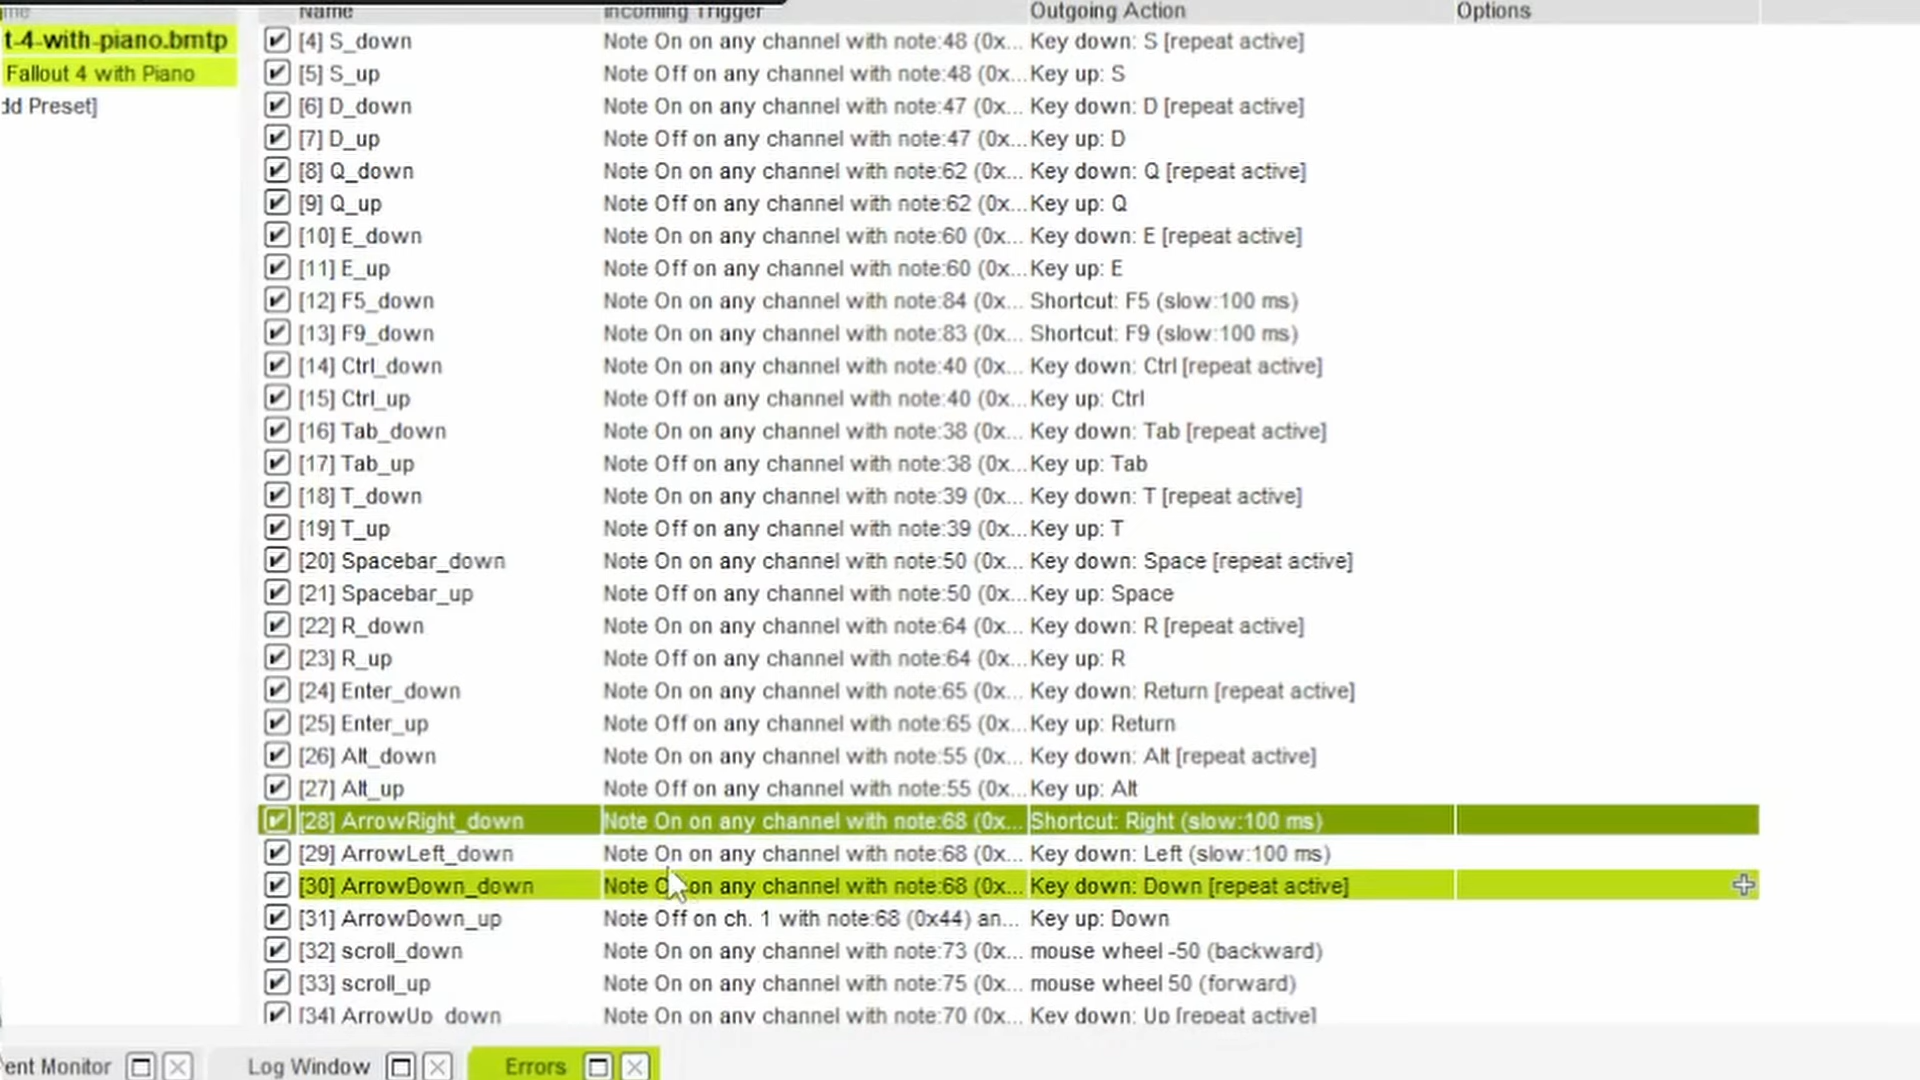 Name Incoming Trigger Outgoing Action Options
t-4-with-piano.bmtp
Fallout 4 with Piano
dd Preset]
[4] S_down Note On on any channel with note:48 (0x... Key down: S [repeat active]
[5] S_up Note Off on any channel with note:48 (0x... Key up: S
[6] D_down Note On on any channel with note:47 (0x... Key down: D [repeat active]
[7] D_up Note Off on any channel with note:47 (0x... Key up: D
[8] Q_down Note On on any channel with note:62 (0x... Key down: Q [repeat active]
[9] Q_up Note Off on any channel with note:62 (0x... Key up: Q
[10] E_down Note On on any channel with note:60 (0x... Key down: E [repeat active]
[11] E_up Note Off on any channel with note:60 (0x... Key up: E
[12] F5_down Note On on any channel with note:84 (0x... Shortcut: F5 (slow:100 ms)
[13] F9_down Note On on any channel with note:83 (0x... Shortcut: F9 (slow:100 ms)
[14] Ctrl_down Note On on any channel with note:40 (0x... Key down: Ctrl [repeat active]
[15] Ctrl_up Note Off on any channel with note:40 (0x... Key up: Ctrl
[16] Tab_down Note On on any channel with note:38 (0x... Key down: Tab [repeat active]
[17] Tab_up Note Off on any channel with note:38 (0x... Key up: Tab
[18] T_down Note On on any channel with note:39 (0x... Key down: T [repeat active]
[19] T_up Note Off on any channel with note:39 (0x... Key up: T
[20] Spacebar_down Note On on any channel with note:50 (0x... Key down: Space [repeat active]
[21] Spacebar_up Note Off on any channel with note:50 (0x... Key up: Space
[22] R_down Note On on any channel with note:64 (0x... Key down: R [repeat active]
[23] R_up Note Off on any channel with note:64 (0x... Key up: R
[24] Enter_down Note On on any channel with note:65 (0x... Key down: Return [repeat active]
[25] Enter_up Note Off on any channel with note:65 (0x... Key up: Return
[26] Alt_down Note On on any channel with note:55 (0x... Key down: Alt [repeat active]
[27] Alt_up Note Off on any channel with note:55 (0x... Key up: Alt
[28] ArrowRight_down Note On on any channel with note:68 (0x... Shortcut: Right (slow:100 ms)
[29] ArrowLeft_down Note On on any channel with note:68 (0x... Key down: Left (slow:100 ms)
[30] ArrowDown_down Note on any channel with note:68 (0x... Key down: Down [repeat active]
[31] ArrowDown_up Note Off on ch. 1 with note:68 (0x44) an... Key up: Down
[32] scroll_down Note On on any channel with note:73 (0x... mouse wheel -50 (backward)
[33] scroll_up Note On on any channel with note:75 (0x... mouse wheel 50 (forward)
[34] ArrowUp_down Note On on any channel with note:70 (0x... Key down: Up [repeat active]
ent Monitor Log Window Errors